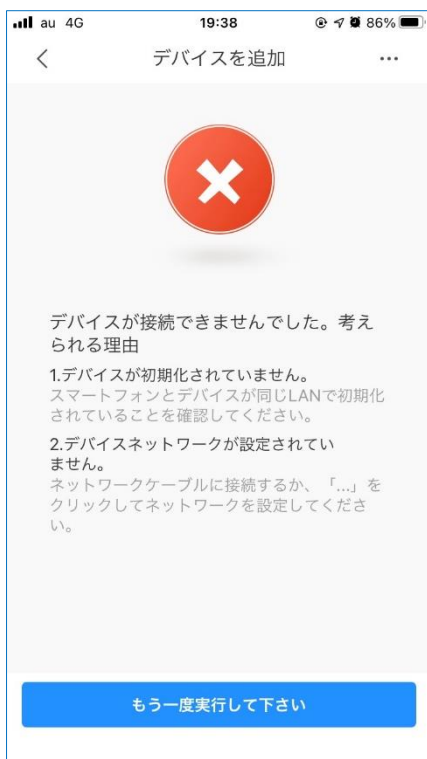 au 4G 19:38 86%
デバイスを追加
デバイスが接続できませんでした。考え
られる理由
1.デバイスが初期化されていません。
スマートフォンとデバイスが同じLANで初期化
されていることを確認してください。
2.デバイスネットワークが設定されてい
ません。
ネットワークケーブルに接続するか、「...」を
クリックしてネットワークを設定してくださ
い。
もう一度実行して下さい